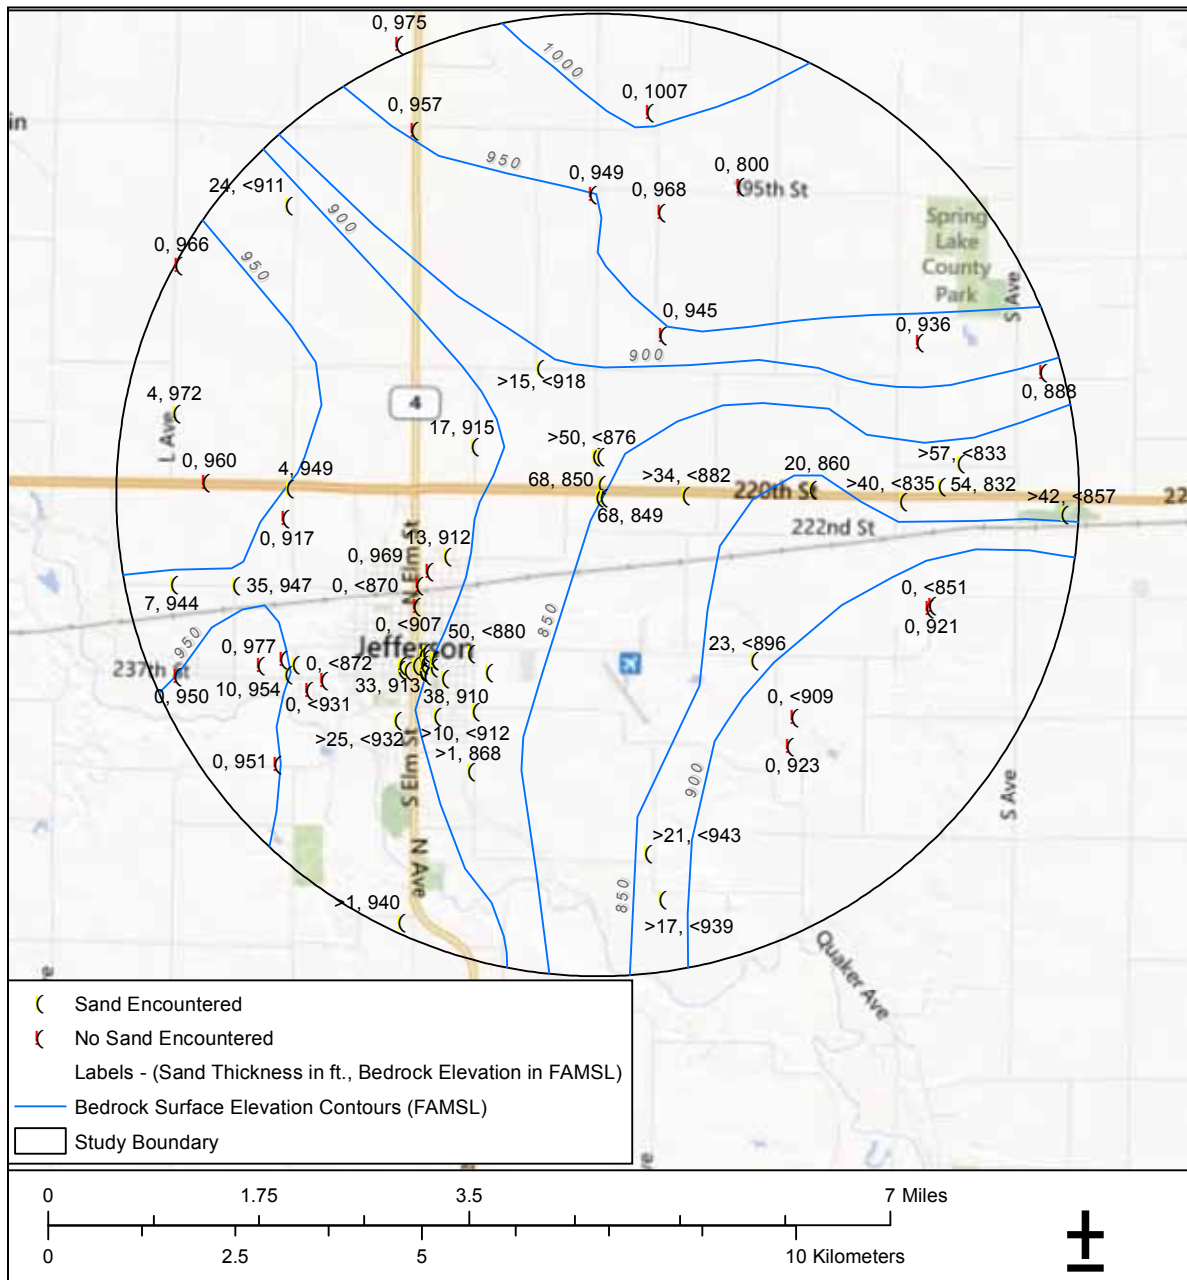 0, 975
1000
0, 1007
0, 957
in
950
0, 949
0, 800
0, 968
95th St
24, <911
900
Spring
Lake
County
Park
0, 966
950
S Ave
0, 945
0, 936
900
>15, <918
0, 888
4
4, 972
L Ave
17, 915
>50, <876
0, 960
4, 949
68, 850
>34, <882
20, 860
>57, <833
>40, <835
54, 832
220th St
>42, <857
22
68, 849
222nd St
0, 917
13, 912
N Elm St
0, 969
0, <870
7, 944
35, 947
0, <851
0, 921
0, <907
50, <880
850
950
Jefferson
237th St
0, 977
0, <872
23, <896
0, 950
10, 954
33, 913
38, 910
0, <931
0, <909
>25, <932
>10, <912
0, 951
S Elm St
>1, 868
0, 923
900
S Ave
N Ave
>21, <943
850
>1, 940
>17, <939
Quaker Ave
e
Sand Encountered
No Sand Encountered
Labels - (Sand Thickness in ft., Bedrock Elevation in FAMSL)
Bedrock Surface Elevation Contours (FAMSL)
Study Boundary
e
0 1.75 3.5 7 Miles
0 2.5 5 10 Kilometers